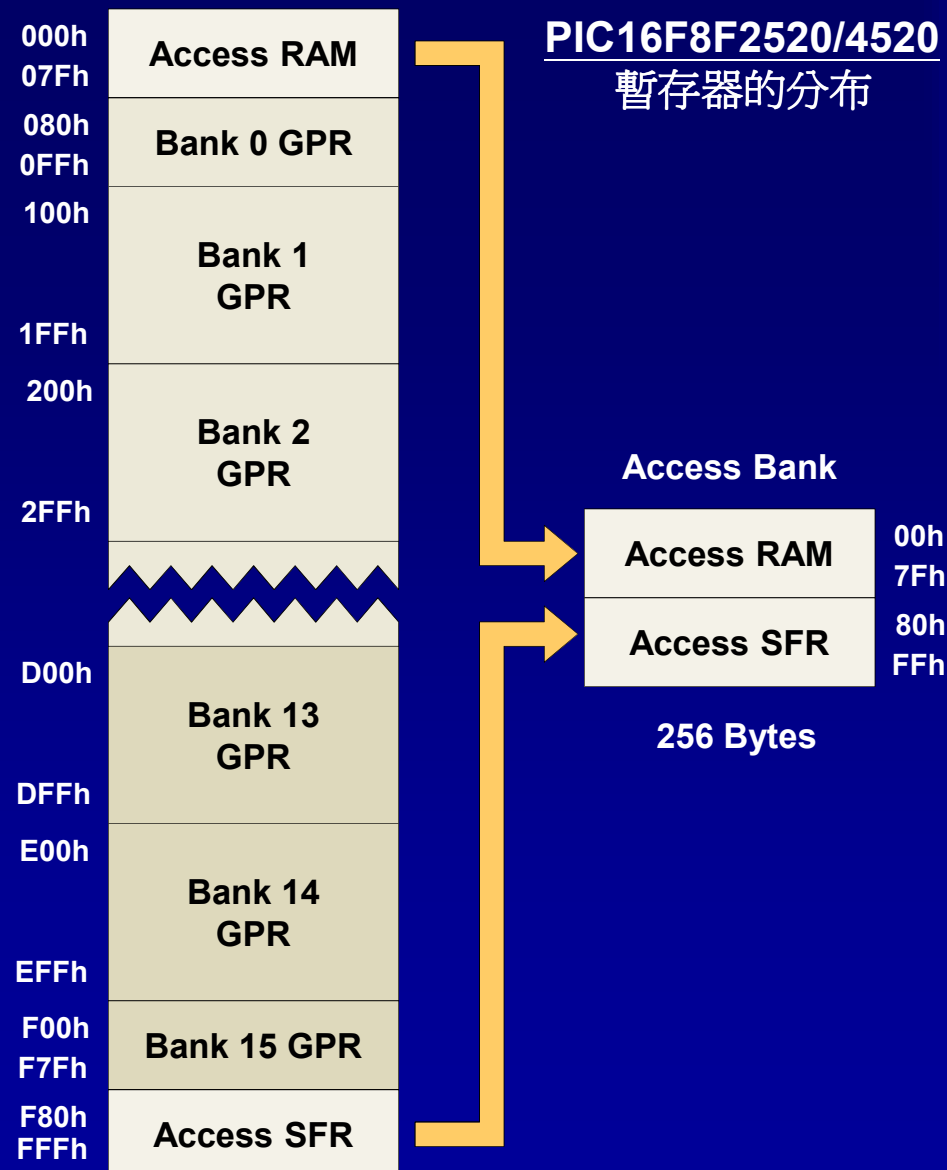 PIC16F8F2520/4520
暫存器的分布
000h
07Fh
Access RAM
080h
0FFh
Bank 0 GPR
100h
Bank 1
GPR
1FFh
200h
Bank 2
GPR
2FFh
D00h
Bank 13
GPR
DFFh
E00h
Bank 14
GPR
EFFh
F00h
F7Fh
Bank 15 GPR
F80h
FFFh
Access SFR
Access Bank
Access RAM
00h
7Fh
Access SFR
80h
FFh
256 Bytes